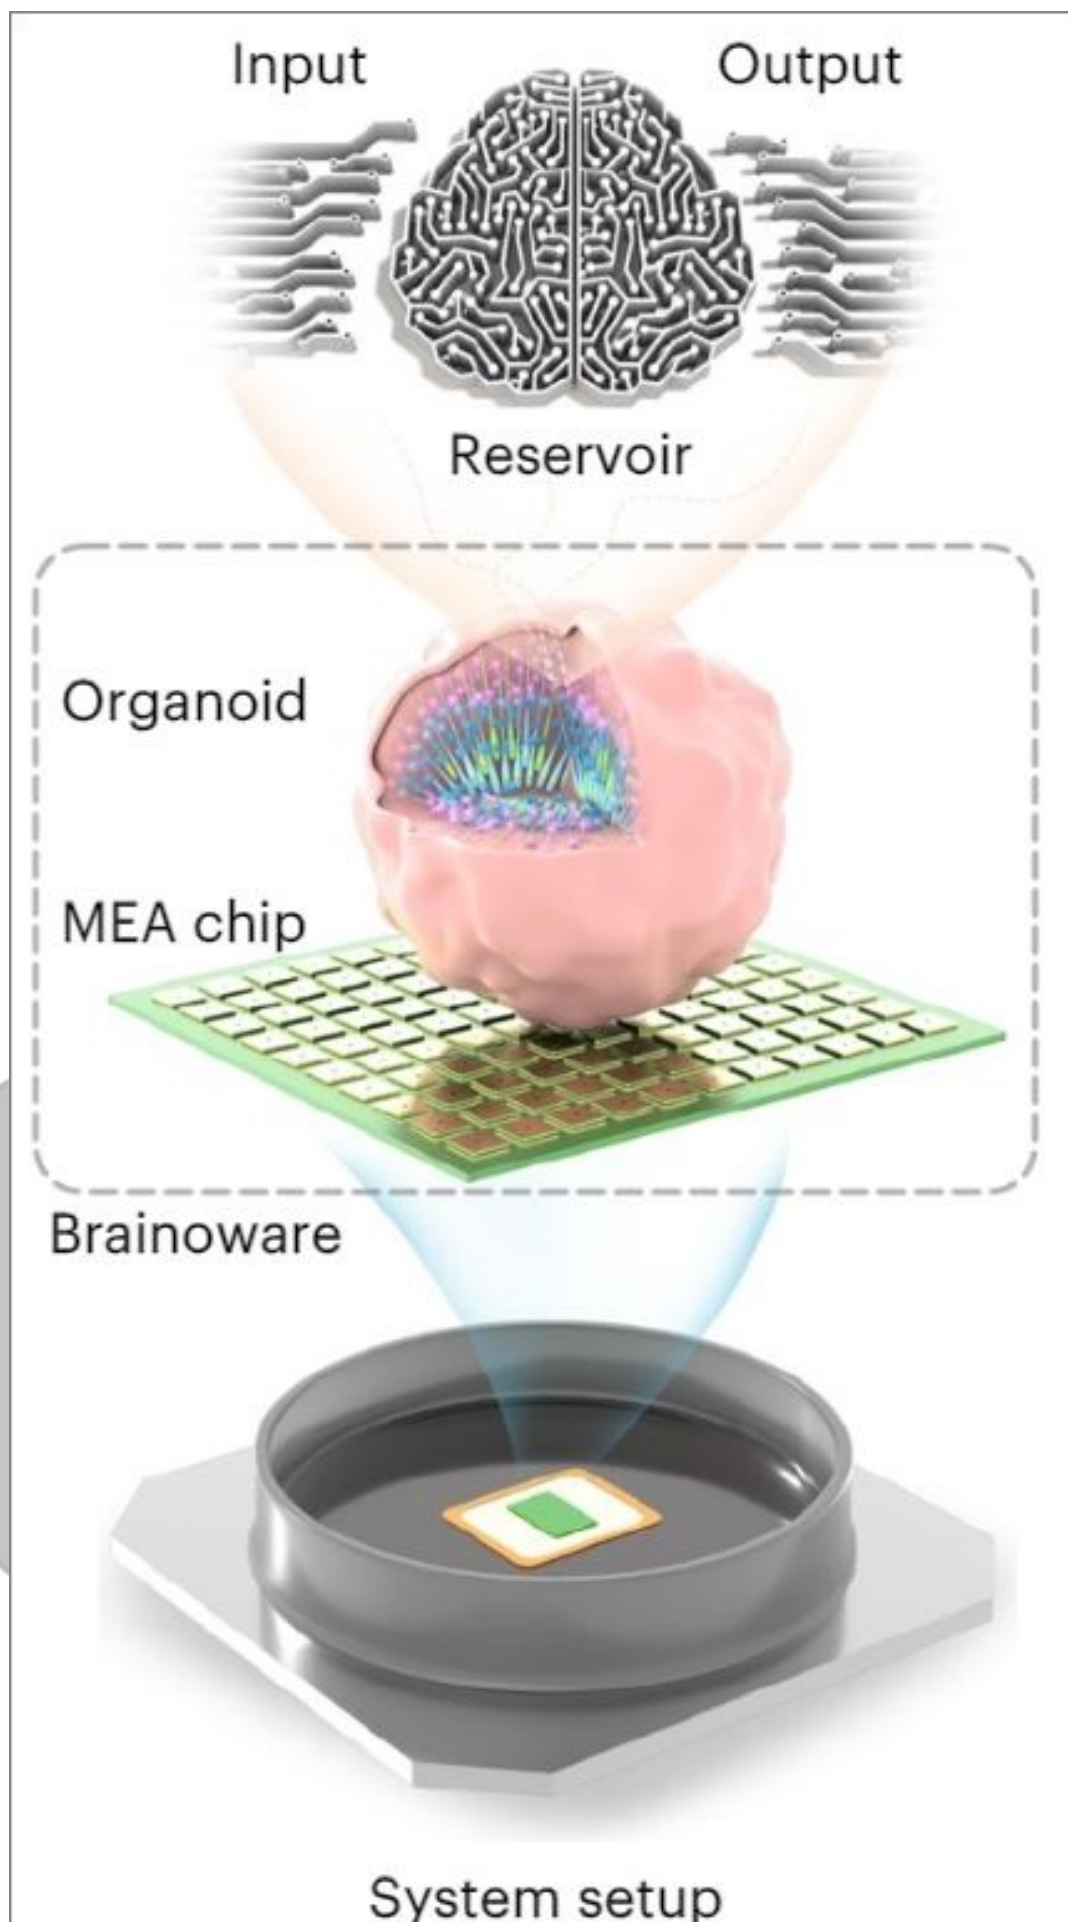 Input
Output
Reservoir
Organoid
MEA chip
Brainoware
System setup